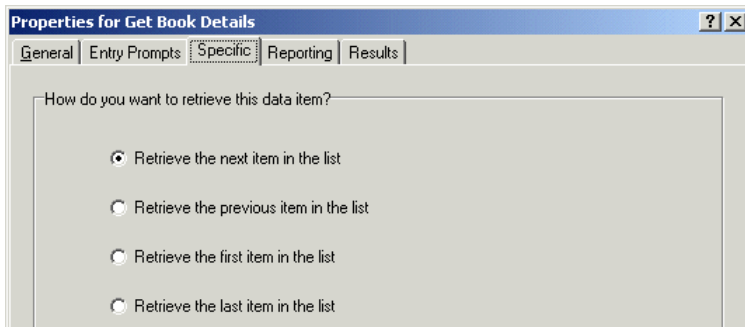 Properties for Get Book Details
General Entry Prompts Specific Reporting Results
How do you want to retrieve this data item?
Retrieve the next item in the list
Retrieve the previous item in the list
Retrieve the first item in the list
Retrieve the last item in the list